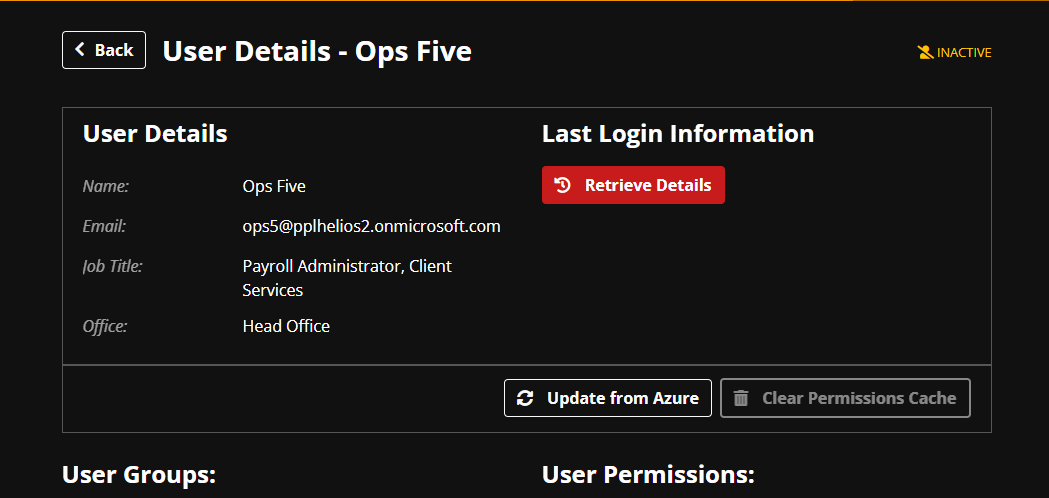 Back
User Details - Ops Five
INACTIVE
User Details
Last Login Information
Name:
Ops Five
Retrieve Details
Email:
ops5@pplhelios2.onmicrosoft.com
Job Title:
Payroll Administrator, Client
Services
Office:
Head Office
Update from Azure
Clear Permissions Cache
User Groups:
User Permissions: